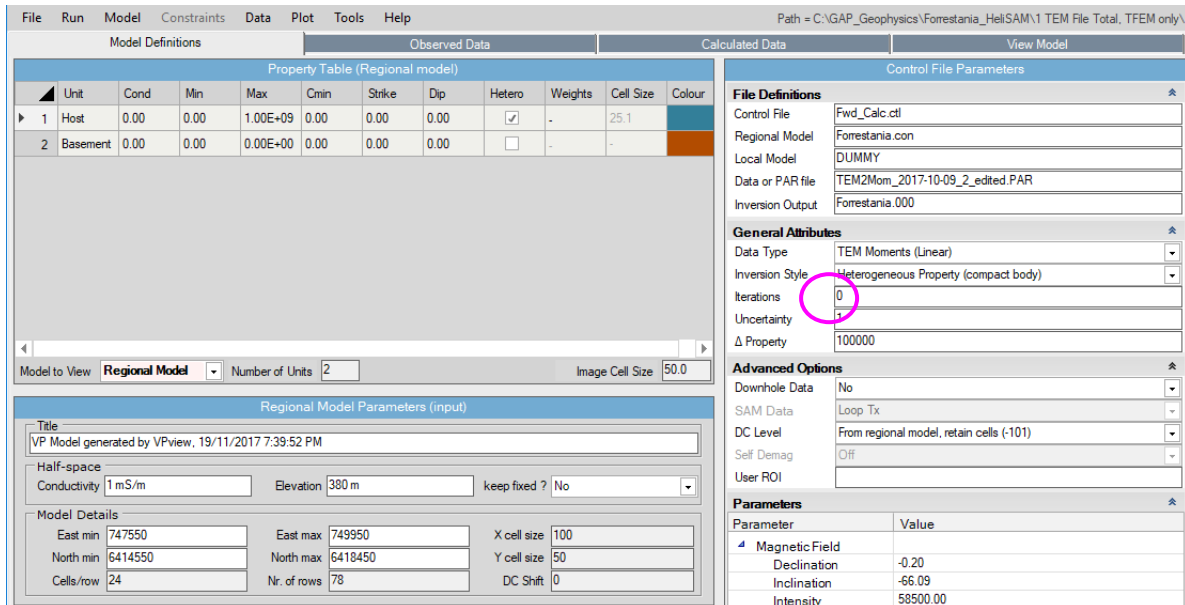 File Run Model Constraints Data Plot Tools Help Path = C:\GAP_Geophysics\Forrestania_HeliSAM\1 TEM File Total, TFEM only\
Model Definitions Observed Data Calculated Data View Model
Property Table (Regional model)
Unit Cond Min Max Cmin Strike Dip Hetero Weights Cell Size Colour
1 Host 0.00 0.00 1.00E+09 0.00 0.00 0.00 - 25.1
2 Basement 0.00 0.00 0.00E+00 0.00 0.00 0.00 - -
Model to View Regional Model Number of Units 2 Image Cell Size 50.0
Regional Model Parameters (input)
Title
VP Model generated by VPview, 19/11/2017 7:39:52 PM
Half-space
Conductivity 1 mS/m Elevation 380 m keep fixed ? No
Model Details
East min 747550 East max 749950 X cell size 100
North min 6414550 North max 6418450 Y cell size 50
Cells/row 24 Nr. of rows 78 DC Shift 0
Control File Parameters
File Definitions
Control File Fwd_Calc.ctl
Regional Model Forrestania.con
Local Model DUMMY
Data or PAR file TEM2Mom_2017-10-09_2_edited.PAR
Inversion Output Forrestania.000
General Attributes
Data Type TEM Moments (Linear)
Inversion Style Heterogeneous Property (compact body)
Iterations 0
Uncertainty 1
Δ Property 100000
Advanced Options
Downhole Data No
SAM Data Loop Tx
DC Level From regional model, retain cells (-101)
Self Demag Off
User ROI
Parameters
Parameter Value
Magnetic Field
Declination -0.20
Inclination -66.09
Intensity 58500.00